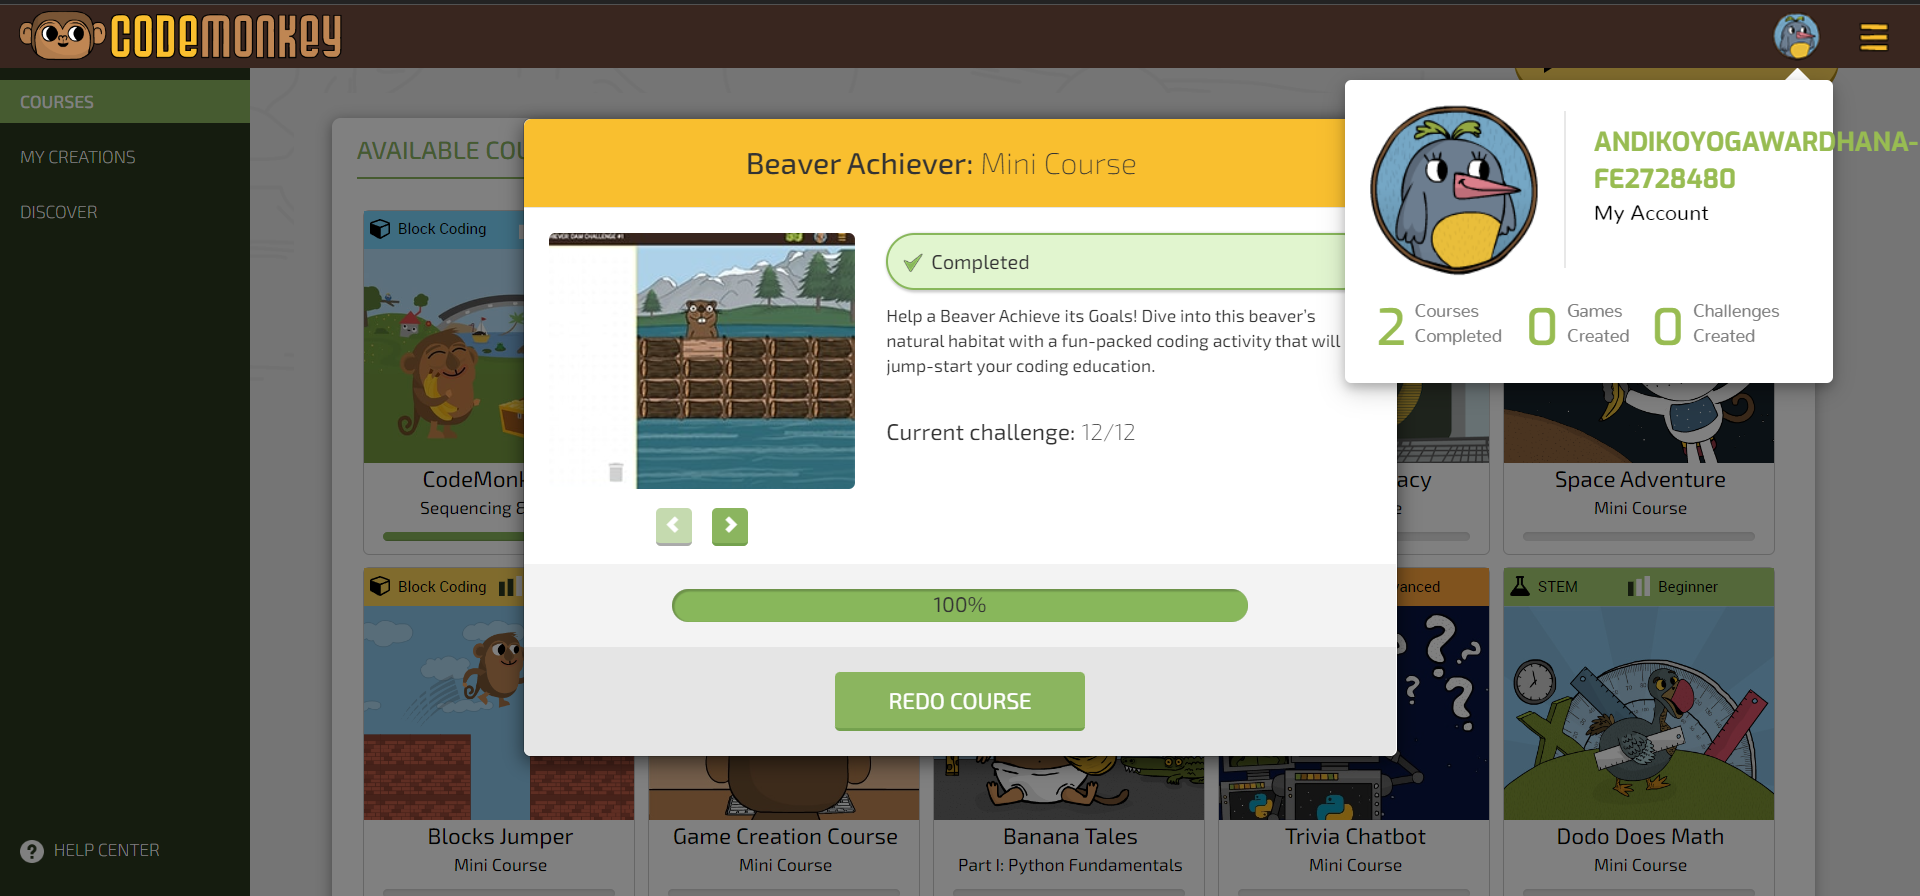 CODEMONKEY
COURSES
MY CREATIONS
DISCOVER
HELP CENTER
AVAILABLE COU
Block Coding
CodeMonk
Sequencing &
Beaver Achiever: Mini Course
Completed
Help a Beaver Achieve its Goals! Dive into this beaver's
natural habitat with a fun-packed coding activity that will
jump-start your coding education.
Current challenge: 12/12
100%
REDO COURSE
ANDIKOYOGAWARDHANA-
FE2728480
My Account
2 Courses Completed
0 Games Created
0 Challenges Created
acy
Space Adventure
Mini Course
Block Coding
anced
STEM
Beginner
Blocks Jumper
Mini Course
Game Creation Course
Mini Course
Banana Tales
Part I: Python Fundamentals
Trivia Chatbot
Mini Course
Dodo Does Math
Mini Course